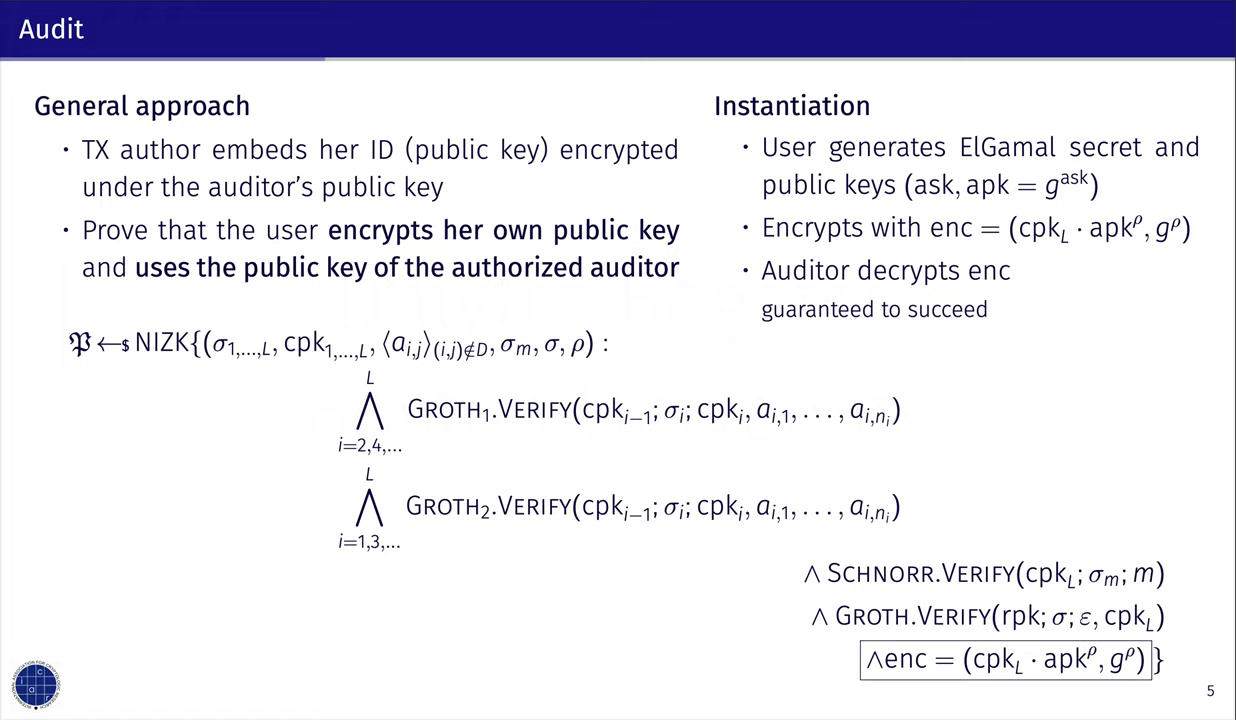 Audit
General approach
· TX author embeds her ID (public key) encrypted
under the auditor's public key
· Prove that the user encrypts her own public key
and uses the public key of the authorized auditor
Instantiation
· User generates ElGamal secret and
public keys (ask, apk = g^ask)
· Encrypts with enc = (cpk_L · apk^ρ, g^ρ)
· Auditor decrypts enc
guaranteed to succeed
𝔓 ←$ NIZK{(σ_1,...,L, cpk_1,...,L, ⟨a_i,j⟩_(i,j)∉D, σ_m, σ, ρ) :
L
⋀ GROTH₁.VERIFY(cpk_i−1; σ_i; cpk_i, a_i,1, . . . , a_i,n_i)
i=2,4,...
L
⋀ GROTH₂.VERIFY(cpk_i−1; σ_i; cpk_i, a_i,1, . . . , a_i,n_i)
i=1,3,...
∧ SCHNORR.VERIFY(cpk_L; σ_m; m)
∧ GROTH.VERIFY(rpk; σ; ε, cpk_L)
∧enc = (cpk_L · apk^ρ, g^ρ) }
5